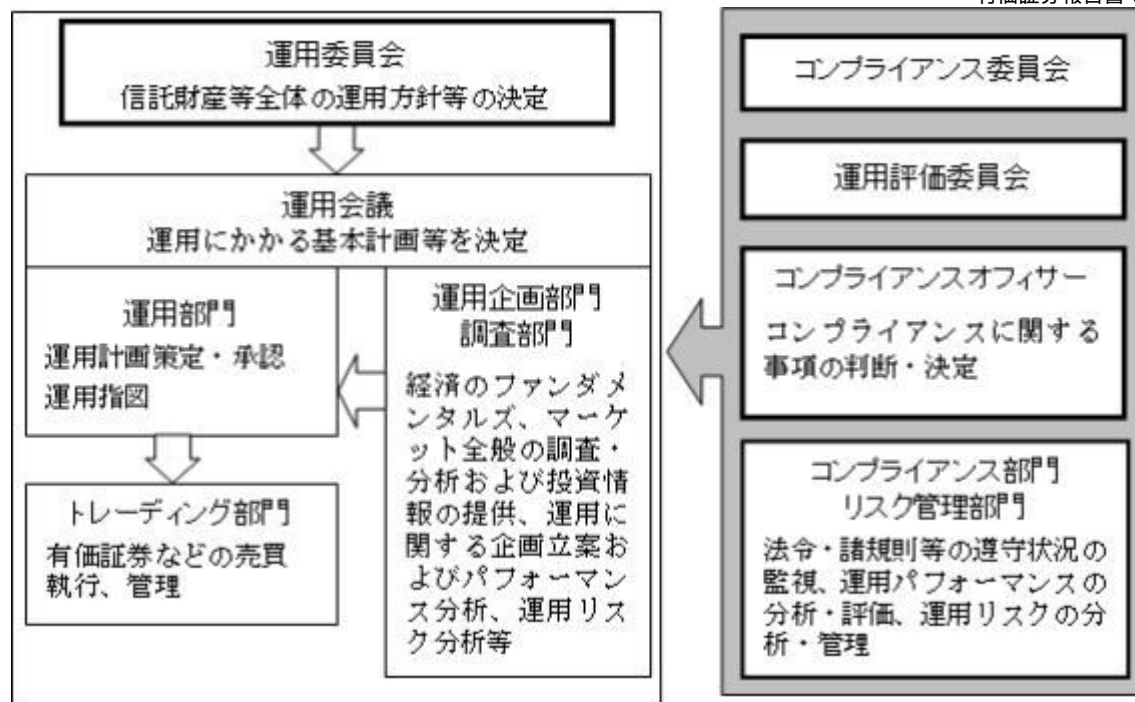 有価証券報告書
運用委員会
信託財産等全体の運用方針等の決定
運用会議
運用にかかる基本計画等を決定
運用部門
運用計画策定・承認
運用指図
トレーディング部門
有価証券などの売買
執行、管理
運用企画部門
調査部門
経済のファンダメ
ンタルズ、マーケ
ット全般の調査・
分析および投資情
報の提供、運用に
関する企画立案お
よびパフォーマン
ス分析、運用リス
ク分析等
コンプライアンス委員会
運用評価委員会
コンプライアンスオフィサー
コンプライアンスに関する
事項の判断・決定
コンプライアンス部門
リスク管理部門
法令・諸規則等の遵守状況の
監視、運用パフォーマンスの
分析・評価、運用リスクの分
析・管理